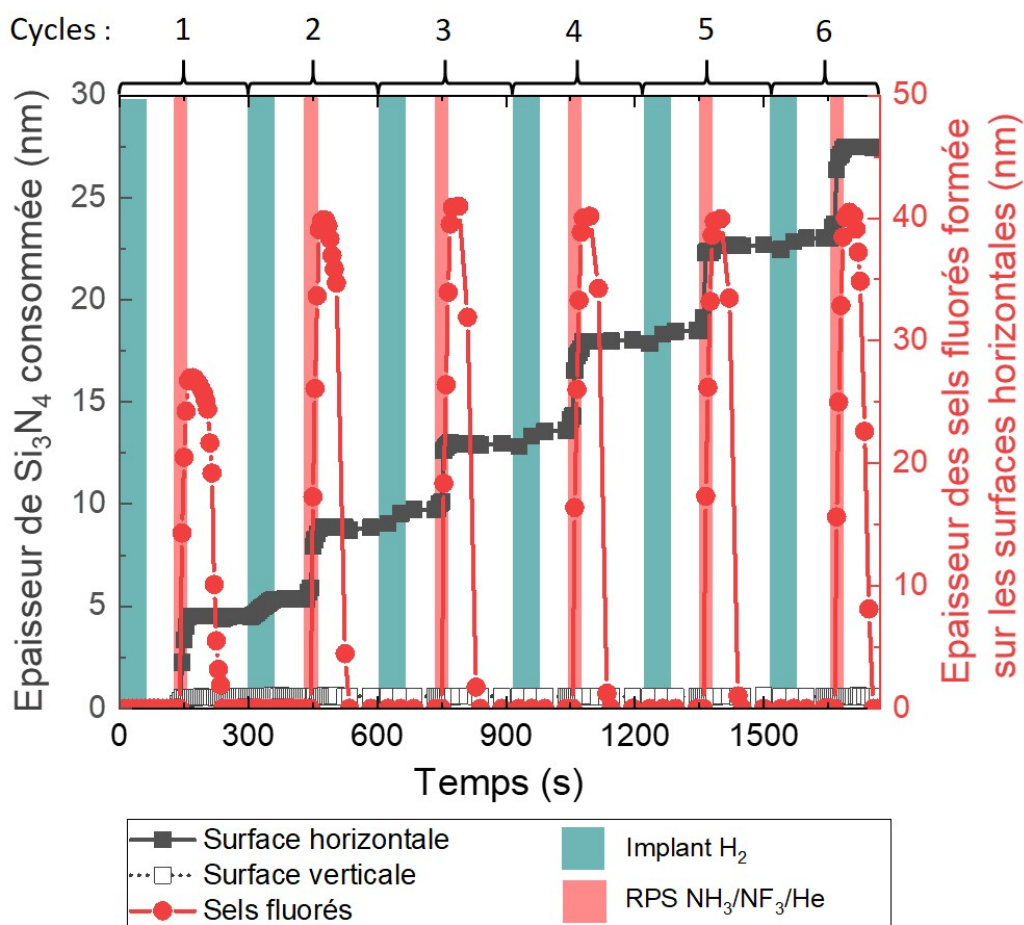 Cycles : 1 2 3 4 5 6
Epaisseur de Si₃N₄ consommée (nm)
30
25
20
15
10
5
0
50
40
30
20
10
0
Epaisseur des sels fluorés formée
sur les surfaces horizontales (nm)
0 300 600 900 1200 1500
Temps (s)
Surface horizontale
Surface verticale
Sels fluorés
Implant H₂
RPS NH₃/NF₃/He